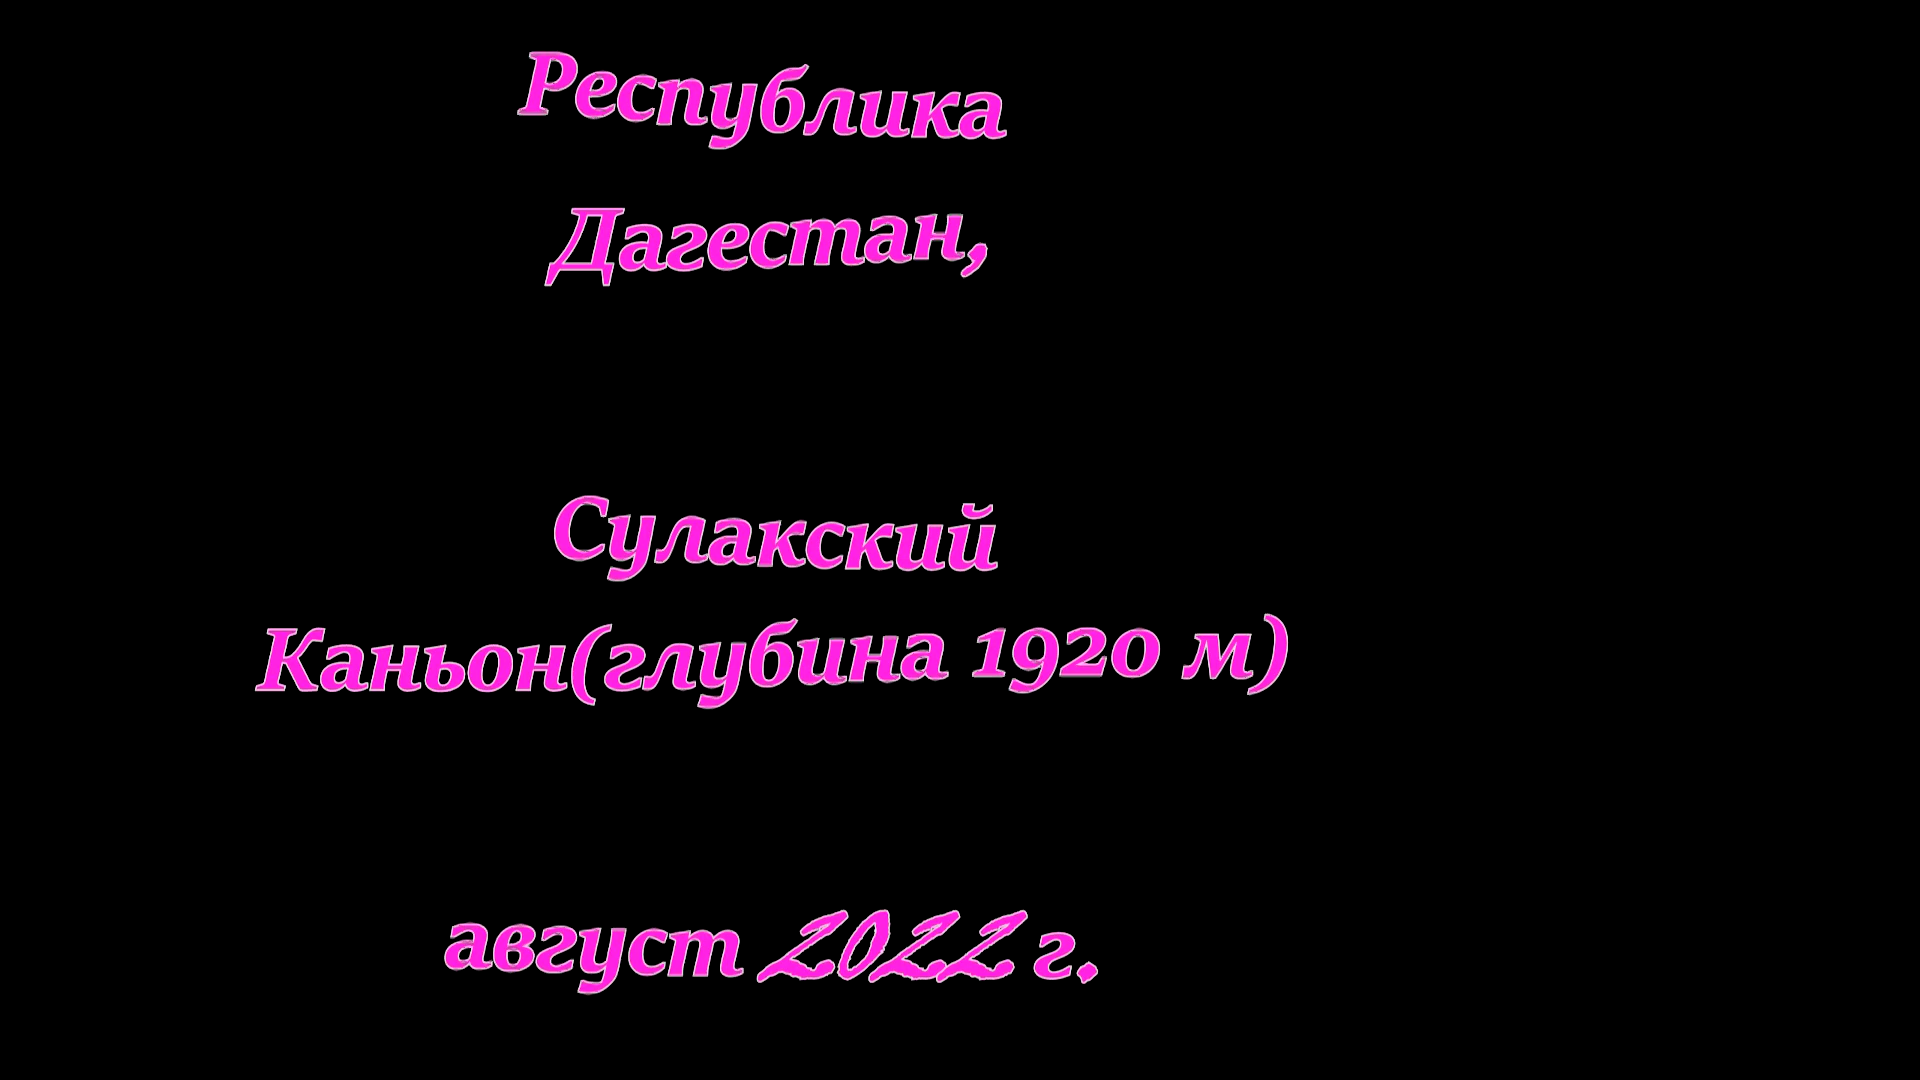 Республика
Дагестан,
Сулакский
Каньон(глубина 1920 м)
август 2022 г.